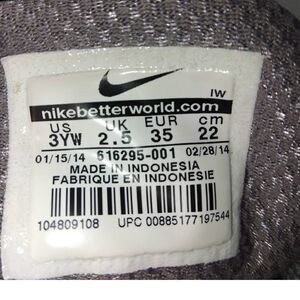 IW
nikebetterworld.com
US UK EUR cm
3YW 2.5 35 22
01/15/14 616295-001 02/28/14
MADE IN INDONESIA
FABRIQUE EN INDONESIE
104809108 UPC 00885177197544